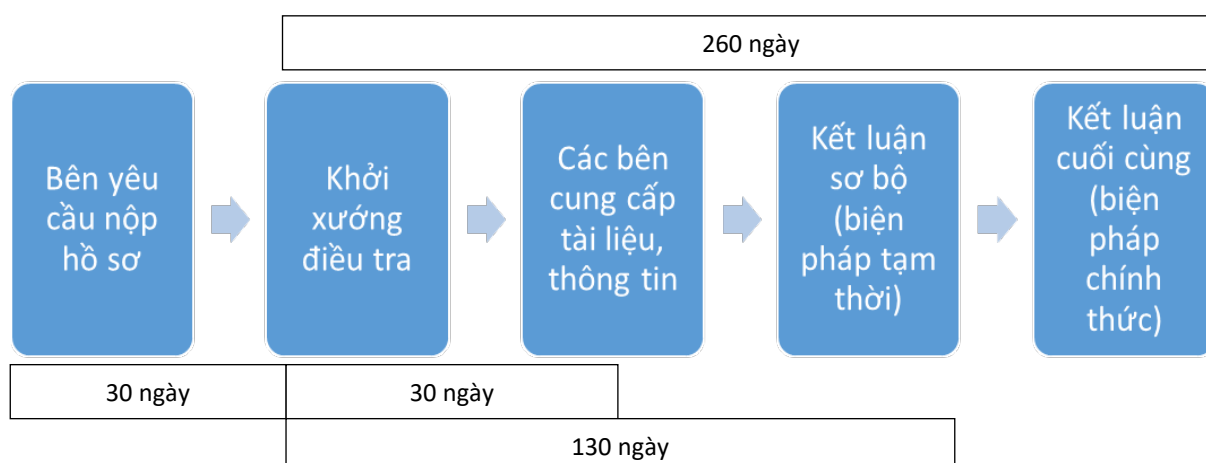 260 ngày
Bên yêu
cầu nộp
hồ sơ
Khởi
xướng
điều tra
Các bên
cung cấp
tài liệu,
thông tin
Kết luận
sơ bộ
(biện
pháp tạm
thời)
Kết luận
cuối cùng
(biện
pháp
chính
thức)
30 ngày
30 ngày
130 ngày